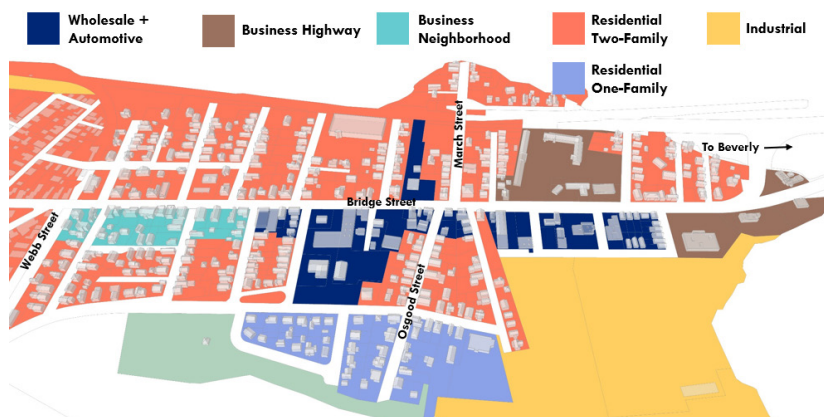 Wholesale +
Automotive
Business Highway
Business
Neighborhood
Residential
Two-Family
Industrial
Residential
One-Family
March Street
To Beverly
Bridge Street
Webb Street
Osgood Street